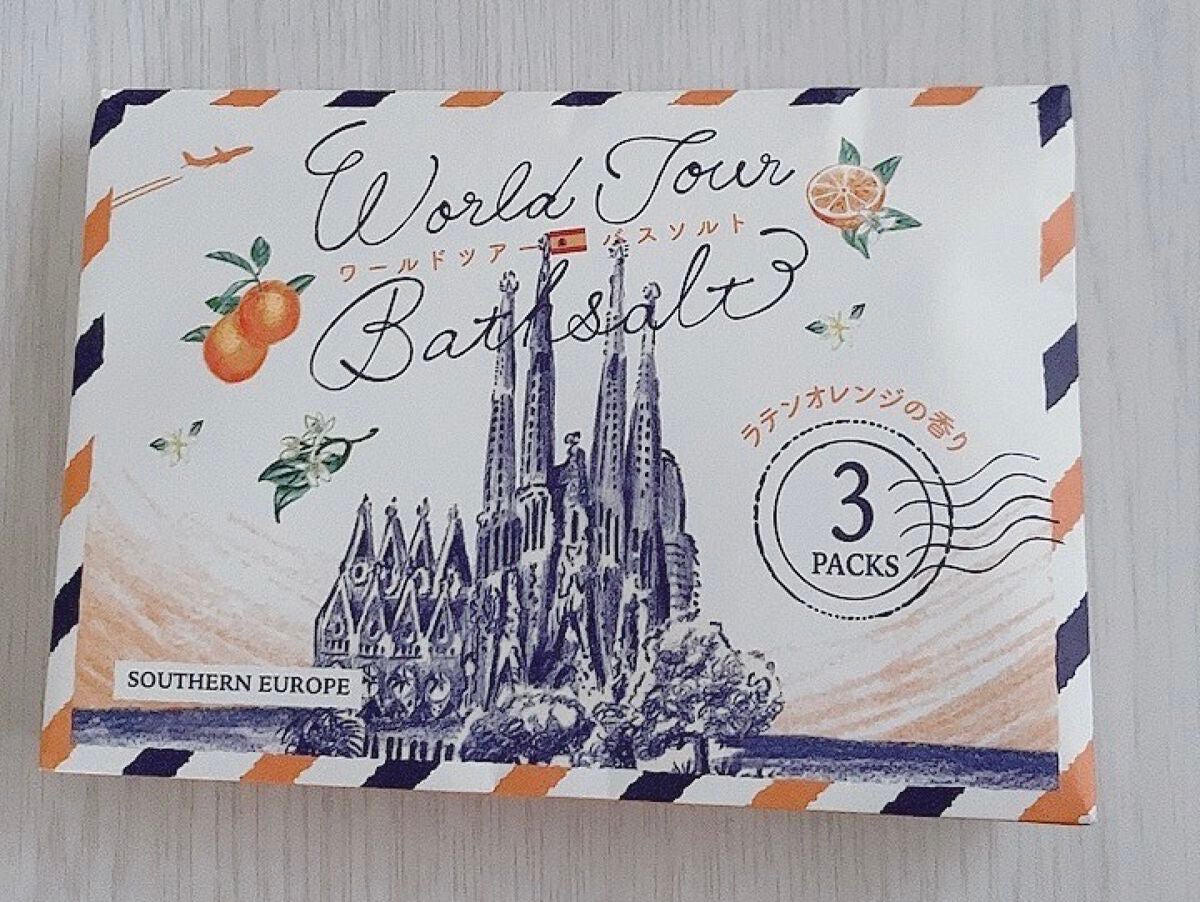 World Tour
ワールドツアー バスソルト
Bathsalt
ラテンオレンジの香り
3
PACKS
SOUTHERN EUROPE